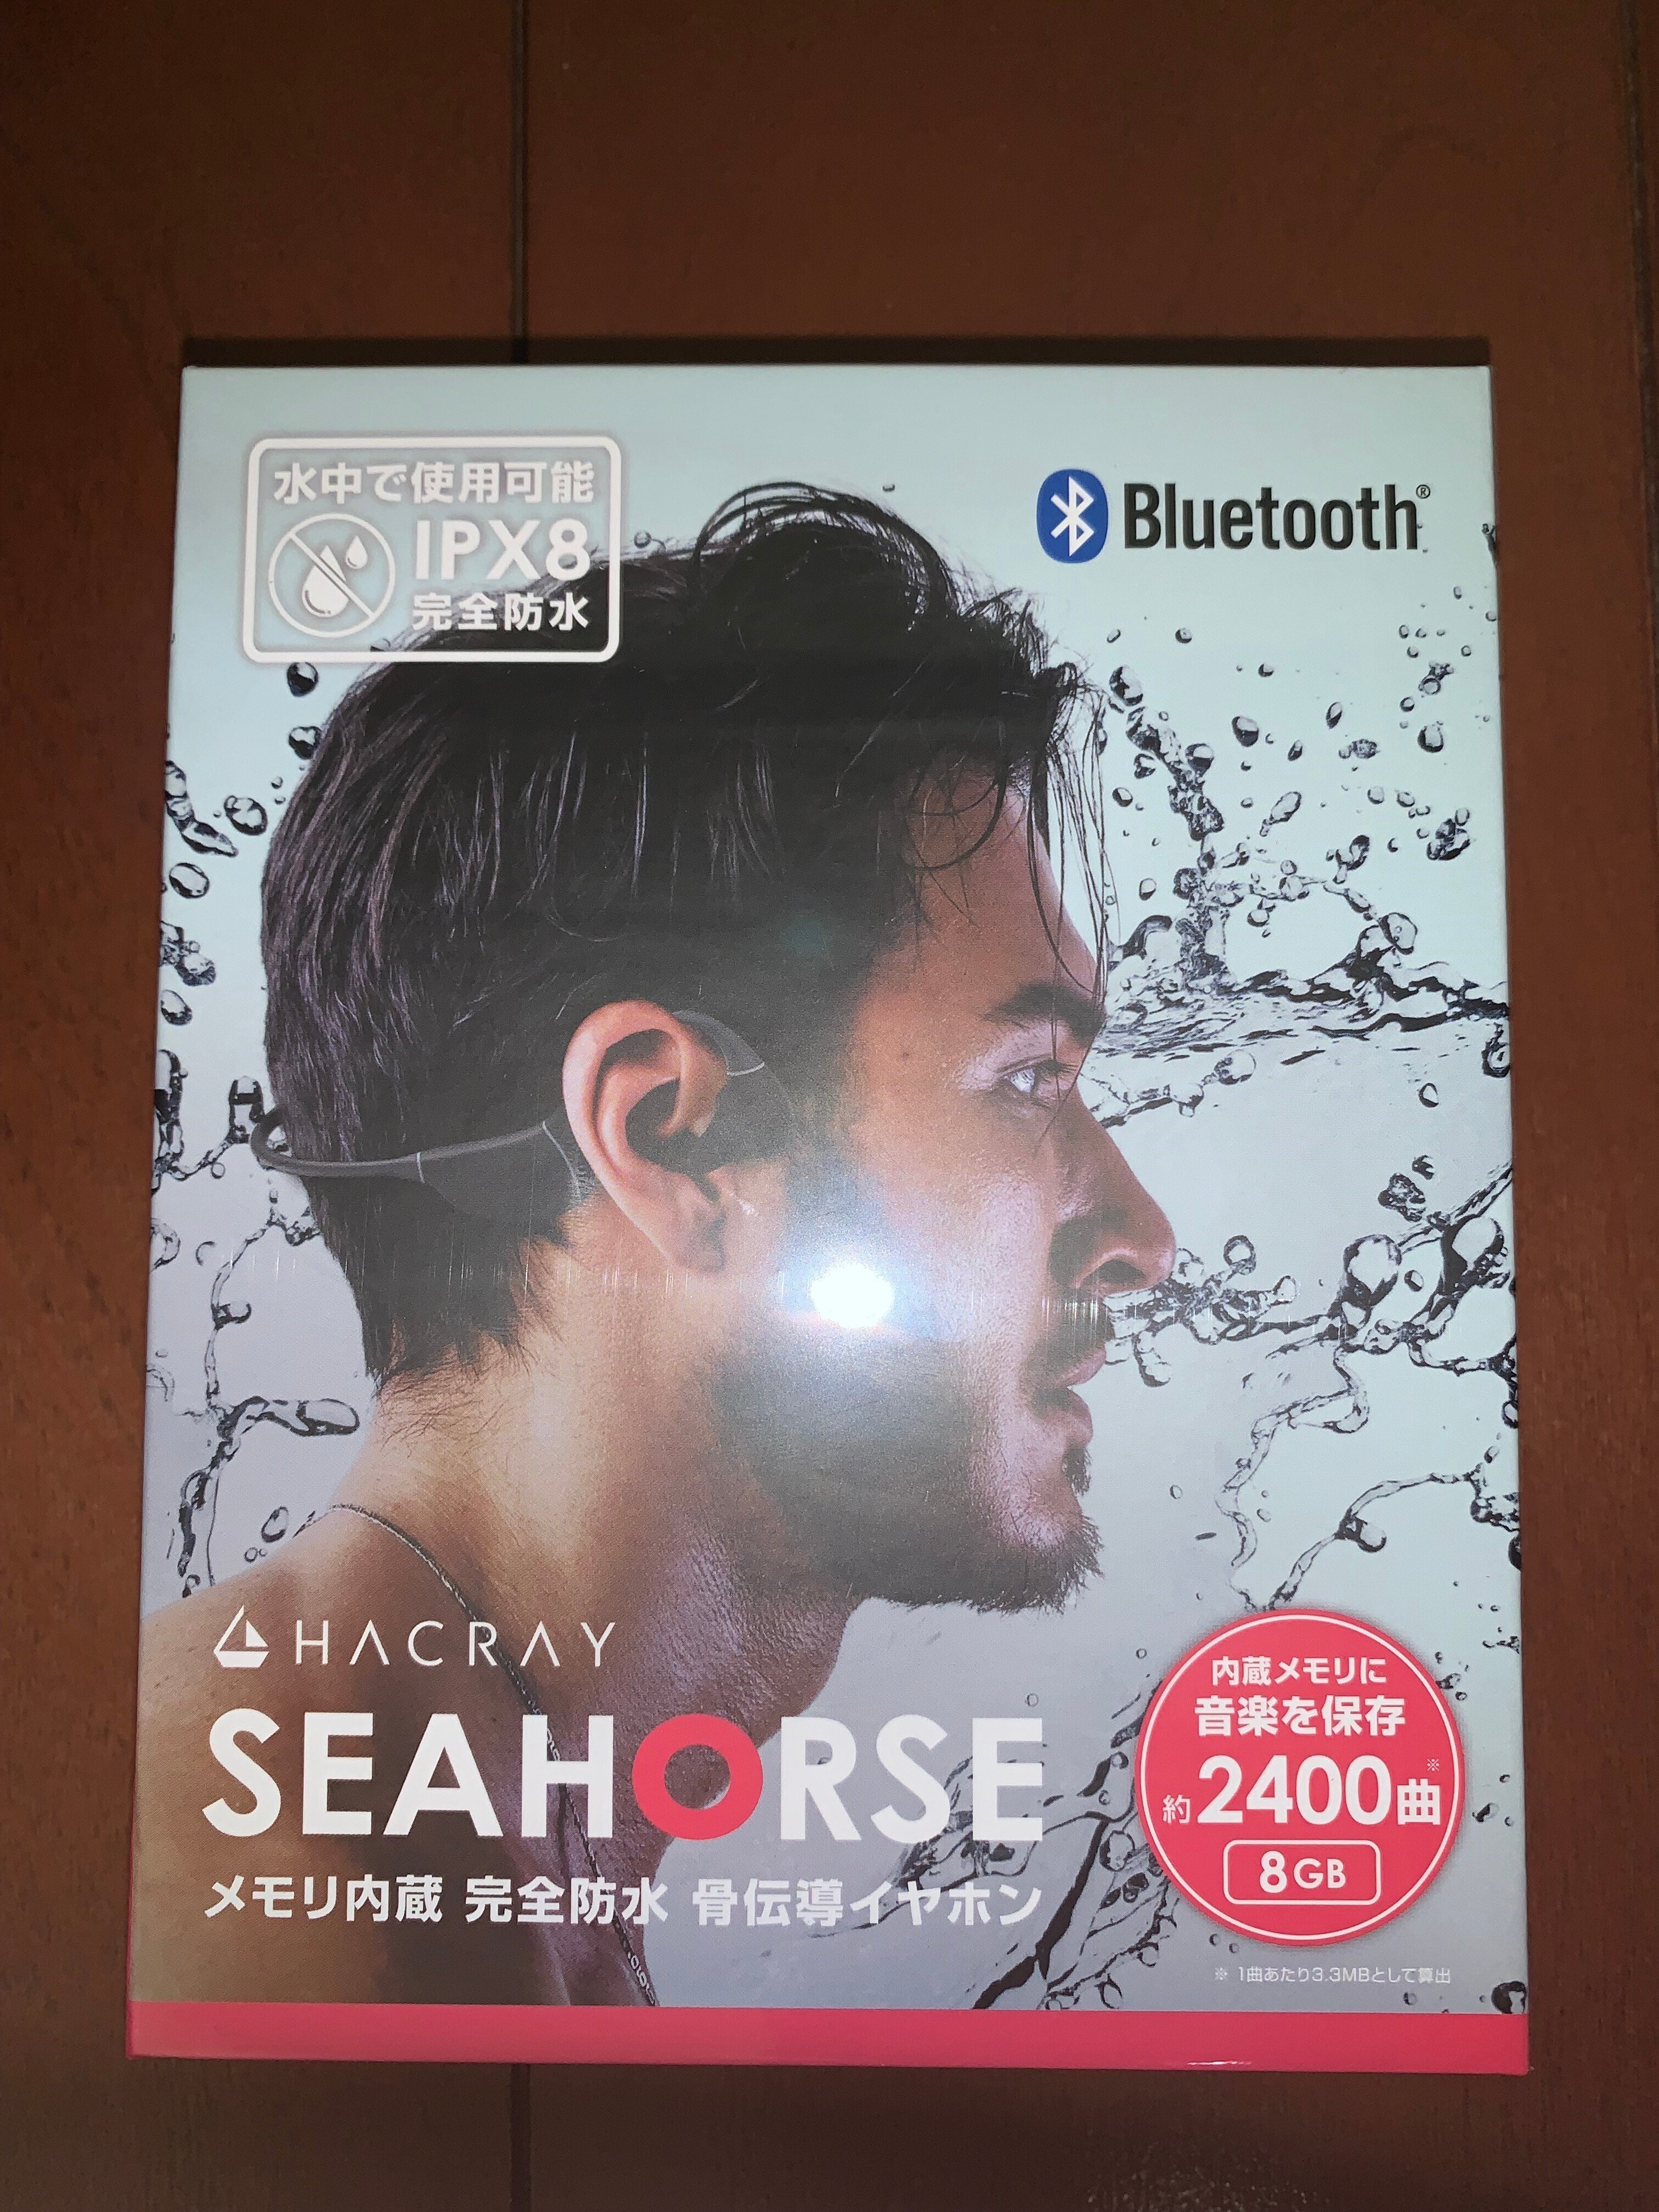 水中で使用可能
IPX8
完全防水
Bluetooth®
HACRAY
SEAHORSE
メモリ内蔵 完全防水 骨伝導イヤホン
内蔵メモリに
音楽を保存
約2400曲※
8GB
※ 1曲あたり3.3MBとして算出